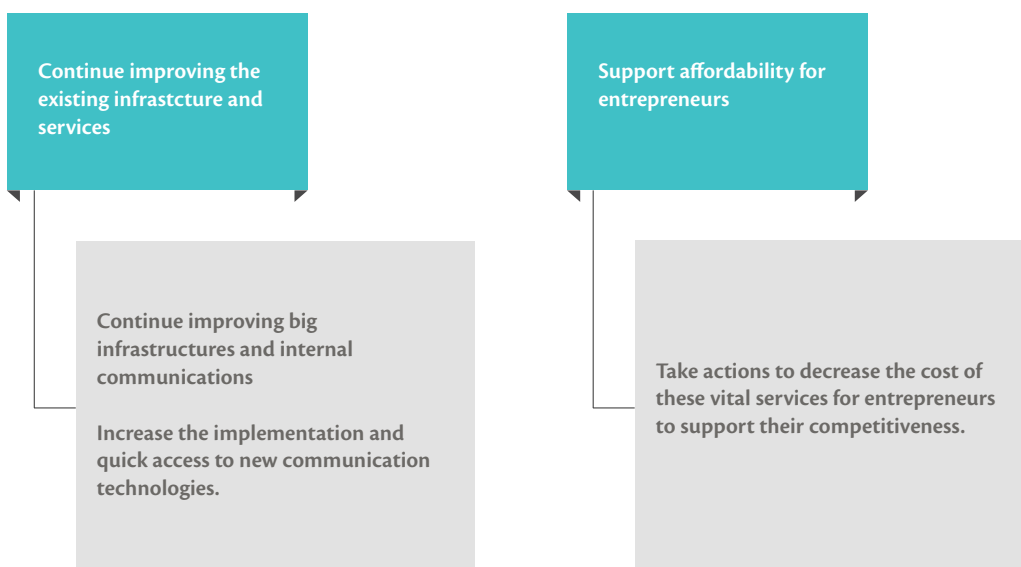 Continue improving the
existing infrastcture and
services
Continue improving big
infrastructures and internal
communications
Increase the implementation and
quick access to new communication
technologies.
Support affordability for
entrepreneurs
Take actions to decrease the cost of
these vital services for entrepreneurs
to support their competitiveness.